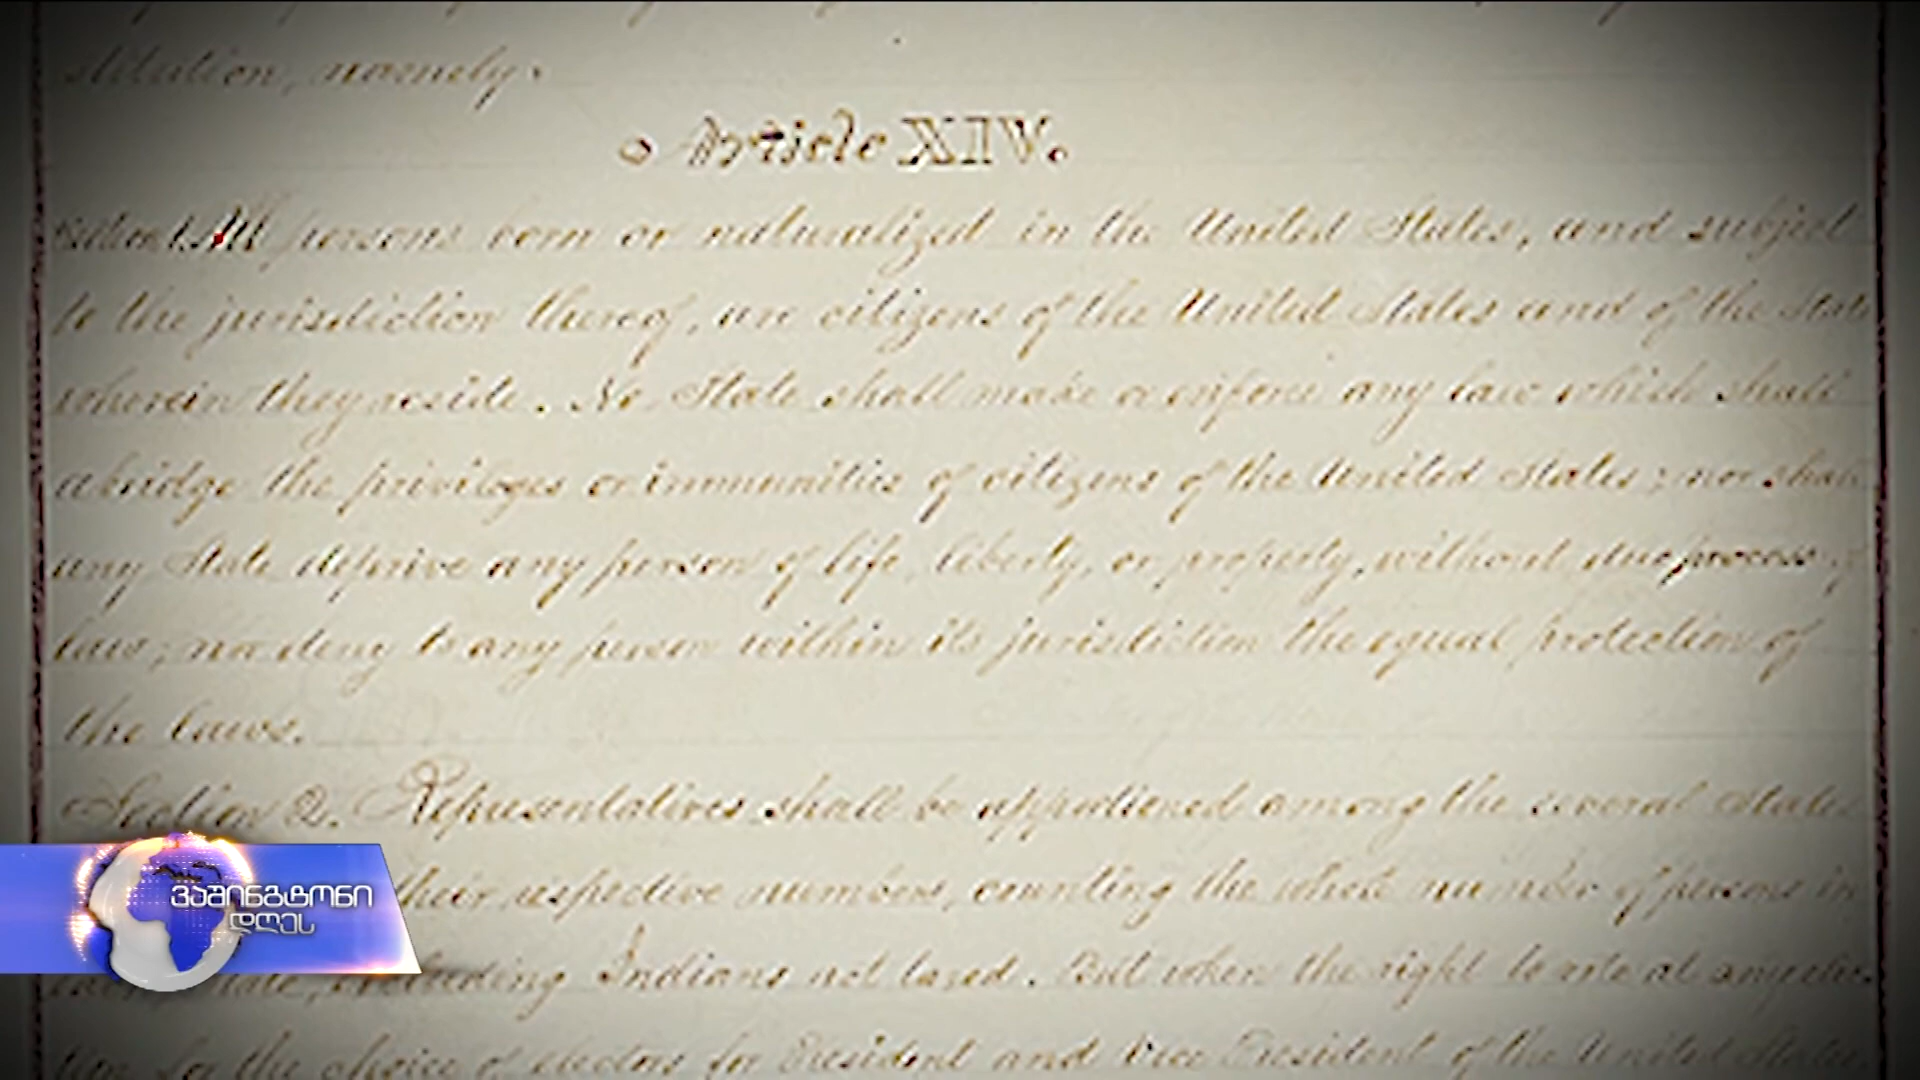 stitution, namely:
Article XIV.
Section 1. All persons born or naturalized in the United States, and subject
to the jurisdiction thereof, are citizens of the United States and of the State
wherein they reside. No State shall make or enforce any law which shall
abridge the privileges or immunities of citizens of the United States; nor shall
any State deprive any person of life, liberty, or property, without due process of
law; nor deny to any person within its jurisdiction the equal protection of
the laws.
Section 2. Representatives shall be apportioned among the several States
their respective numbers, counting the whole number of persons in
each State, excluding Indians not taxed. But when the right to vote at any elec
tion for the choice of electors for President and Vice President of the United States
ვაშინგტონი
დღეს